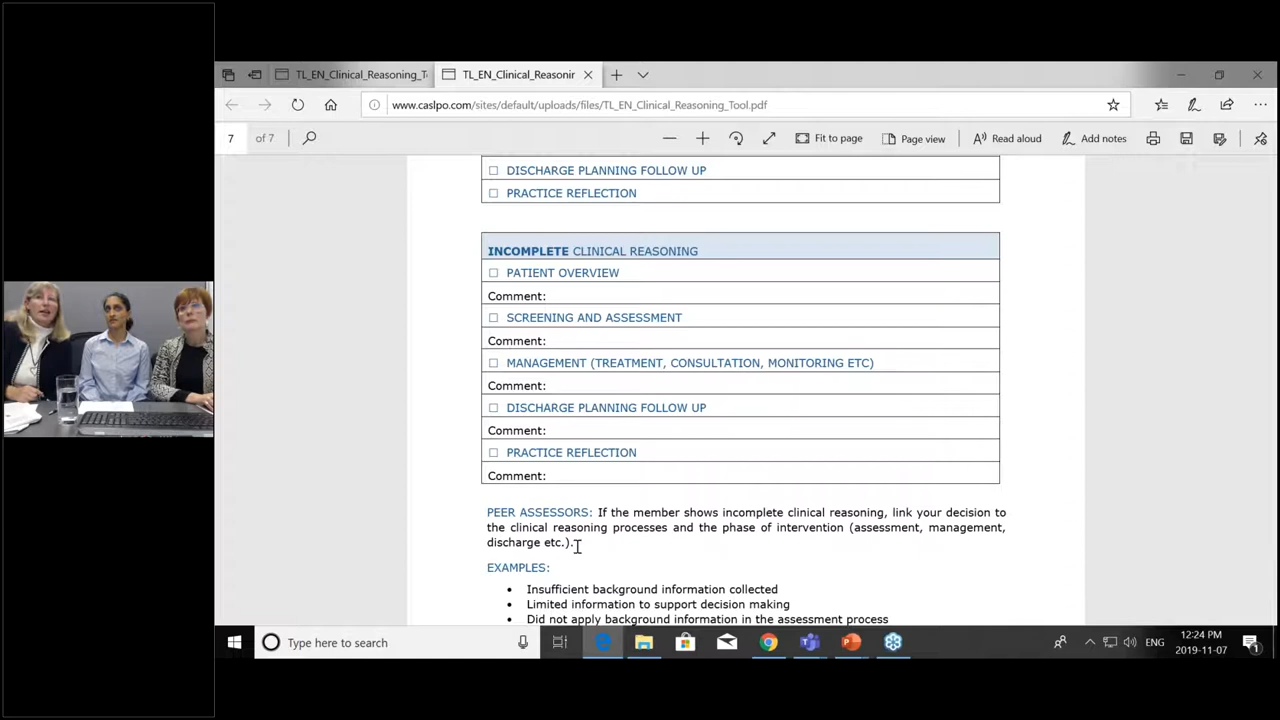 TL_EN_Clinical_Reasoning_T
TL_EN_Clinical_Reasonin
www.caslpo.com/sites/default/uploads/files/TL_EN_Clinical_Reasoning_Tool.pdf
7 of 7
Fit to page
Page view
Read aloud
Add notes
DISCHARGE PLANNING FOLLOW UP
PRACTICE REFLECTION
INCOMPLETE CLINICAL REASONING
PATIENT OVERVIEW
Comment:
SCREENING AND ASSESSMENT
Comment:
MANAGEMENT (TREATMENT, CONSULTATION, MONITORING ETC)
Comment:
DISCHARGE PLANNING FOLLOW UP
Comment:
PRACTICE REFLECTION
Comment:
PEER ASSESSORS: If the member shows incomplete clinical reasoning, link your decision to
the clinical reasoning processes and the phase of intervention (assessment, management,
discharge etc.).
EXAMPLES:
• Insufficient background information collected
• Limited information to support decision making
• Did not apply background information in the assessment process
Type here to search
ENG
12:24 PM
2019-11-07
1